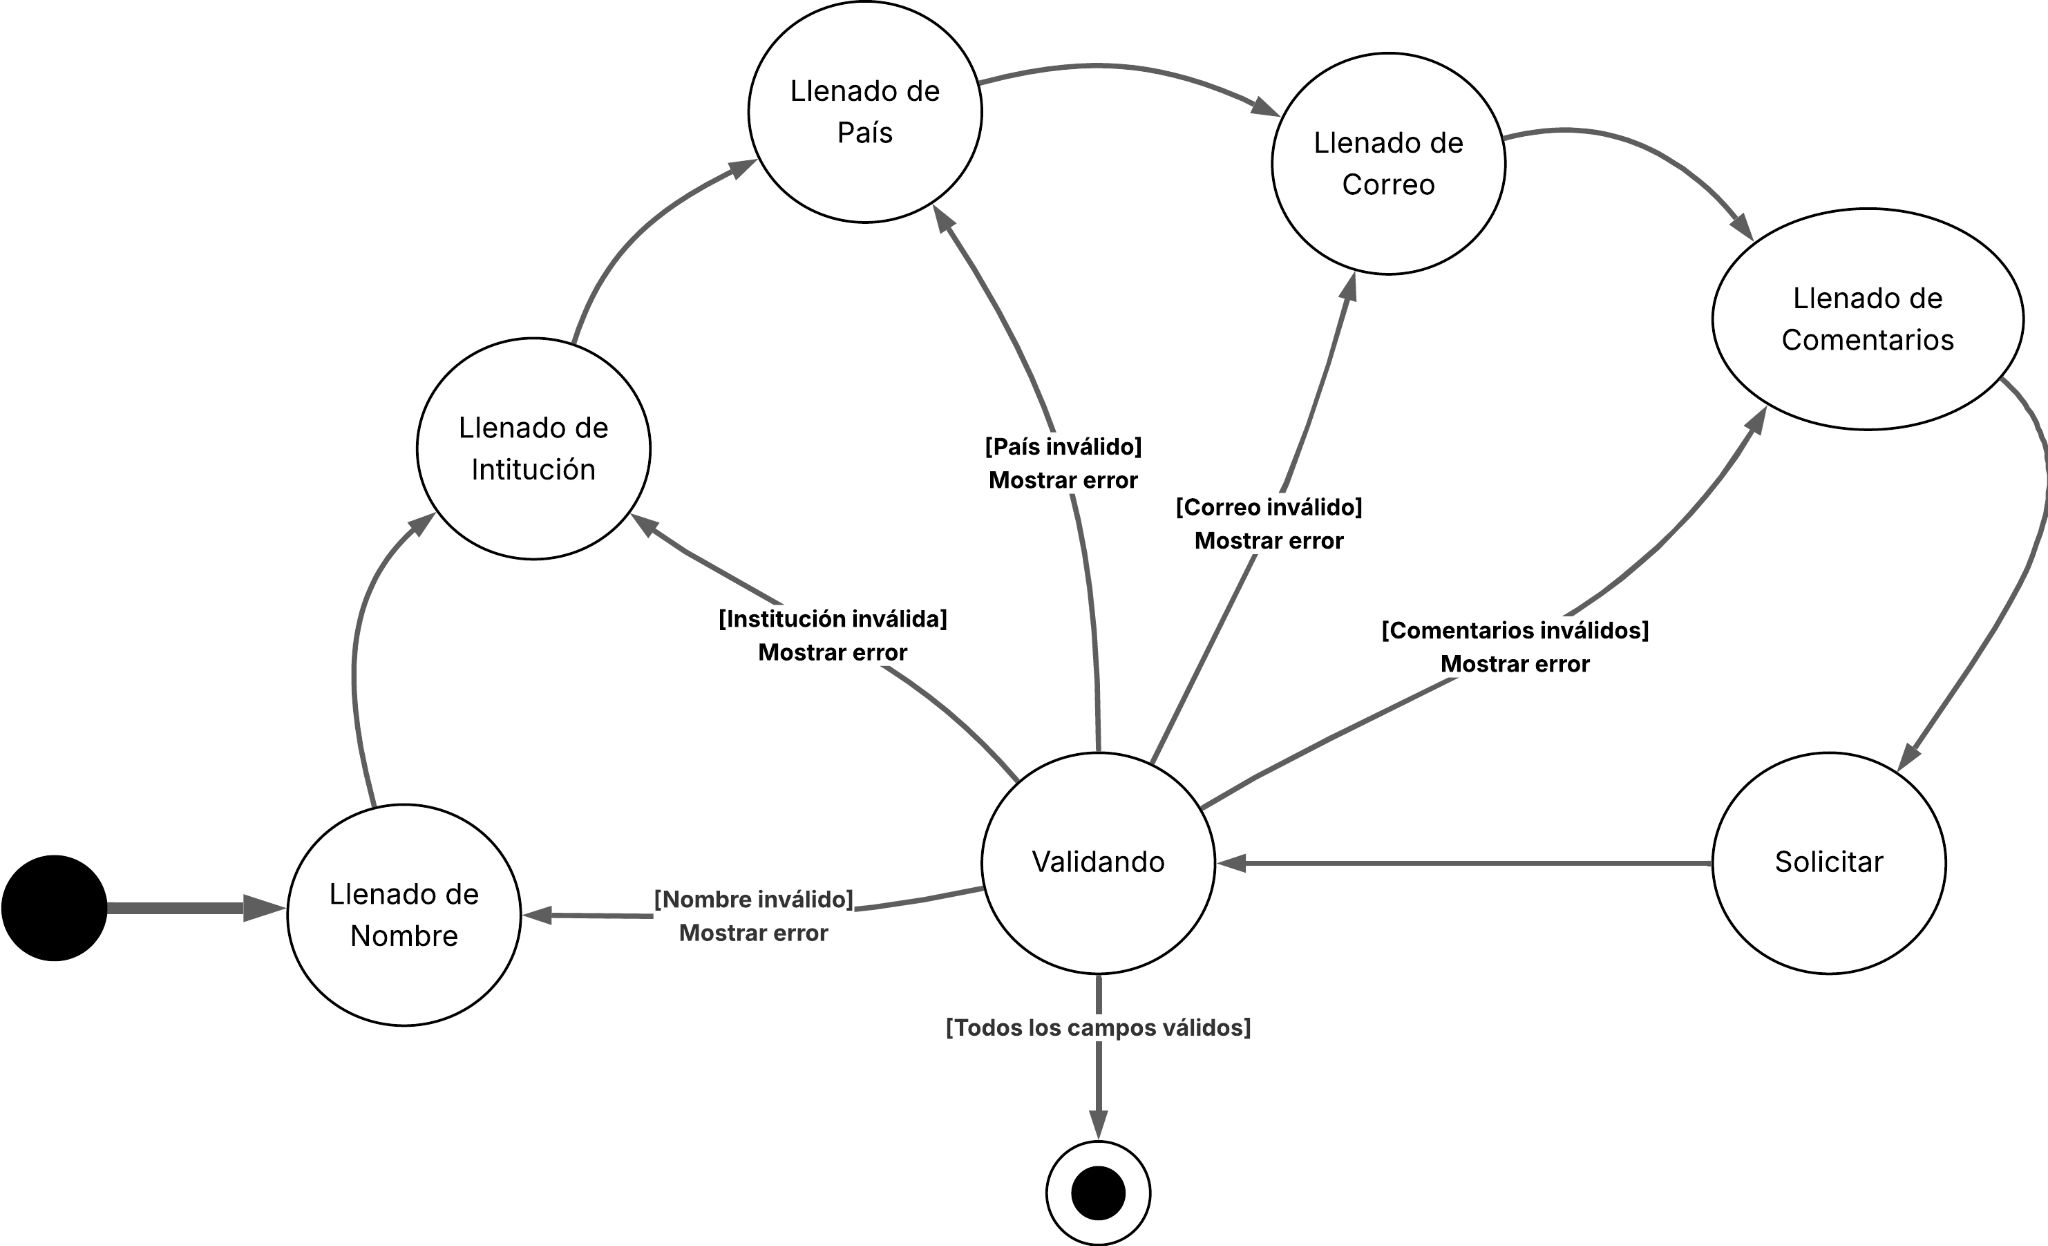 Llenado de
País
Llenado de
Correo
Llenado de
Comentarios
Llenado de
Intitución
[País inválido]
Mostrar error
[Correo inválido]
Mostrar error
[Institución inválida]
Mostrar error
[Comentarios inválidos]
Mostrar error
Llenado de
Nombre
[Nombre inválido]
Mostrar error
Validando
Solicitar
[Todos los campos válidos]